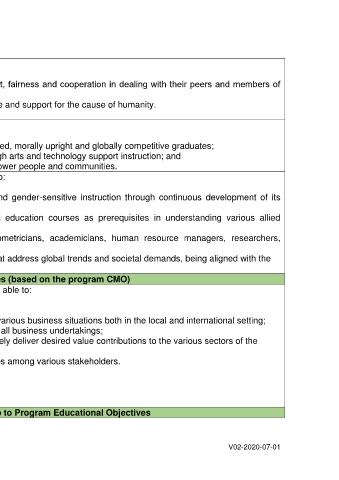 t, fairness and cooperation in dealing with their peers and members of
e and support for the cause of humanity.
ed, morally upright and globally competitive graduates;
gh arts and technology support instruction; and
ower people and communities.
o:
nd gender-sensitive instruction through continuous development of its
s education courses as prerequisites in understanding various allied
ometricians, academicians, human resource managers, researchers,
at address global trends and societal demands, being aligned with the
es (based on the program CMO)
able to:
various business situations both in the local and international setting;
all business undertakings;
ely deliver desired value contributions to the various sectors of the
s among various stakeholders.
p to Program Educational Objectives
V02-2020-07-01